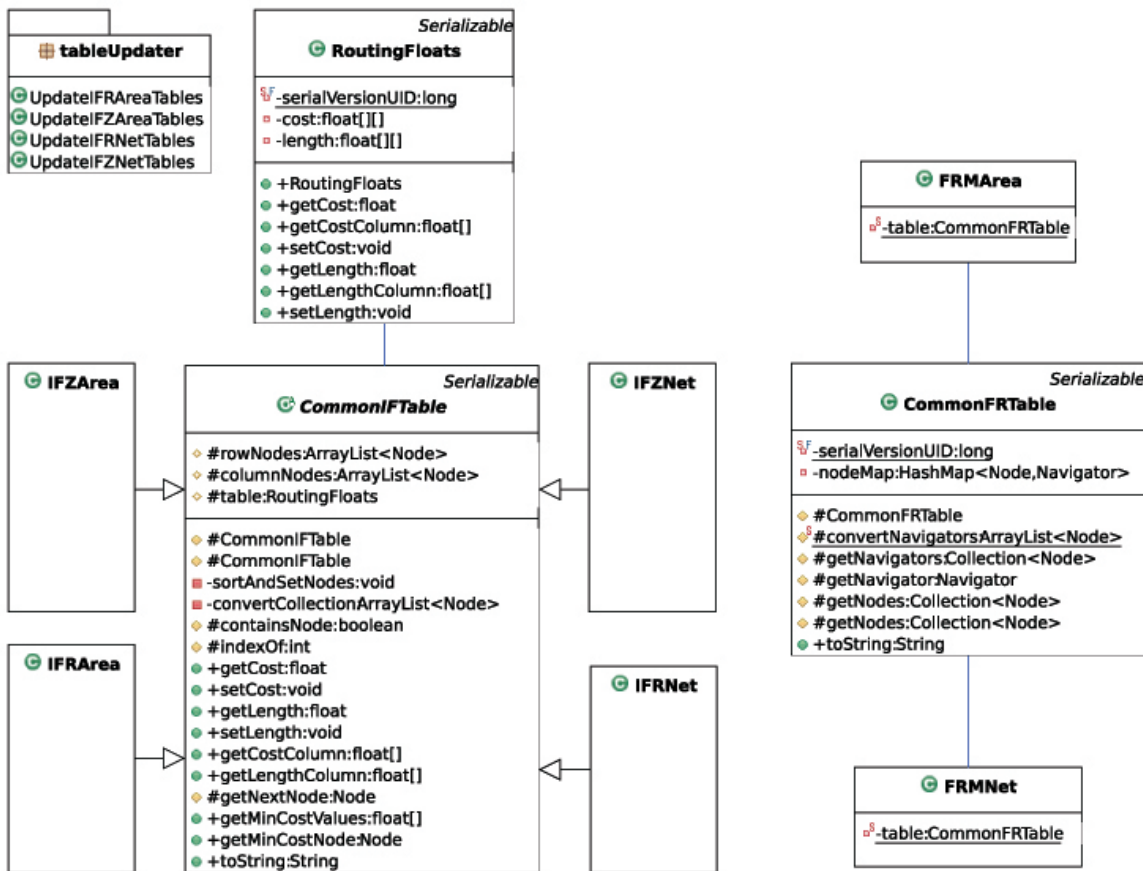 tableUpdater
UpdateIFRAreaTables
UpdateIFZAreaTables
UpdateIFRNetTables
UpdateIFZNetTables
Serializable
RoutingFloats
-serialVersionUID:long
-cost:float[][]
-length:float[][]
+RoutingFloats
+getCost:float
+getCostColumn:float[]
+setCost:void
+getLength:float
+getLengthColumn:float[]
+setLength:void
FRMArea
-table:CommonFRTable
IFZArea
Serializable
CommonIFTable
#rowNodes:ArrayList<Node>
#columnNodes:ArrayList<Node>
#table:RoutingFloats
#CommonIFTable
#CommonIFTable
-sortAndSetNodes:void
-convertCollectionArrayList<Node>
#containsNode:boolean
#indexOf:int
+getCost:float
+setCost:void
+getLength:float
+setLength:void
+getCostColumn:float[]
+getLengthColumn:float[]
#getNextNode:Node
+getMinCostValues:float[]
+getMinCostNode:Node
+toString:String
IFZNet
IFRArea
IFRNet
Serializable
CommonFRTable
-serialVersionUID:long
-nodeMap:HashMap<Node,Navigator>
#CommonFRTable
#convertNavigators:ArrayList<Node>
#getNavigators:Collection<Node>
#getNavigator:Navigator
#getNodes:Collection<Node>
#getNodes:Collection<Node>
+toString:String
FRMNet
-table:CommonFRTable